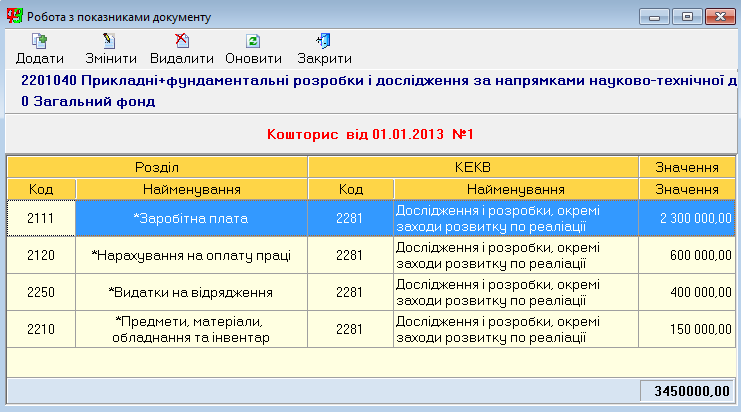 Робота з показниками документу
Додати Змінити Видалити Оновити Закрити
2201040 Прикладні+фундаментальні розробки і дослідження за напрямками науково-технічної д
0 Загальний фонд
Кошторис від 01.01.2013 №1
Розділ КЕКВ Значення
Код Найменування Код Найменування Значення
2111 *Заробітна плата 2281 Дослідження і розробки, окремі
заходи розвитку по реаліації 2 300 000,00
2120 *Нарахування на оплату праці 2281 Дослідження і розробки, окремі
заходи розвитку по реаліації 600 000,00
2250 *Видатки на відрядження 2281 Дослідження і розробки, окремі
заходи розвитку по реаліації 400 000,00
2210 *Предмети, матеріали,
обладнання та інвентар 2281 Дослідження і розробки, окремі
заходи розвитку по реаліації 150 000,00
3450000,00